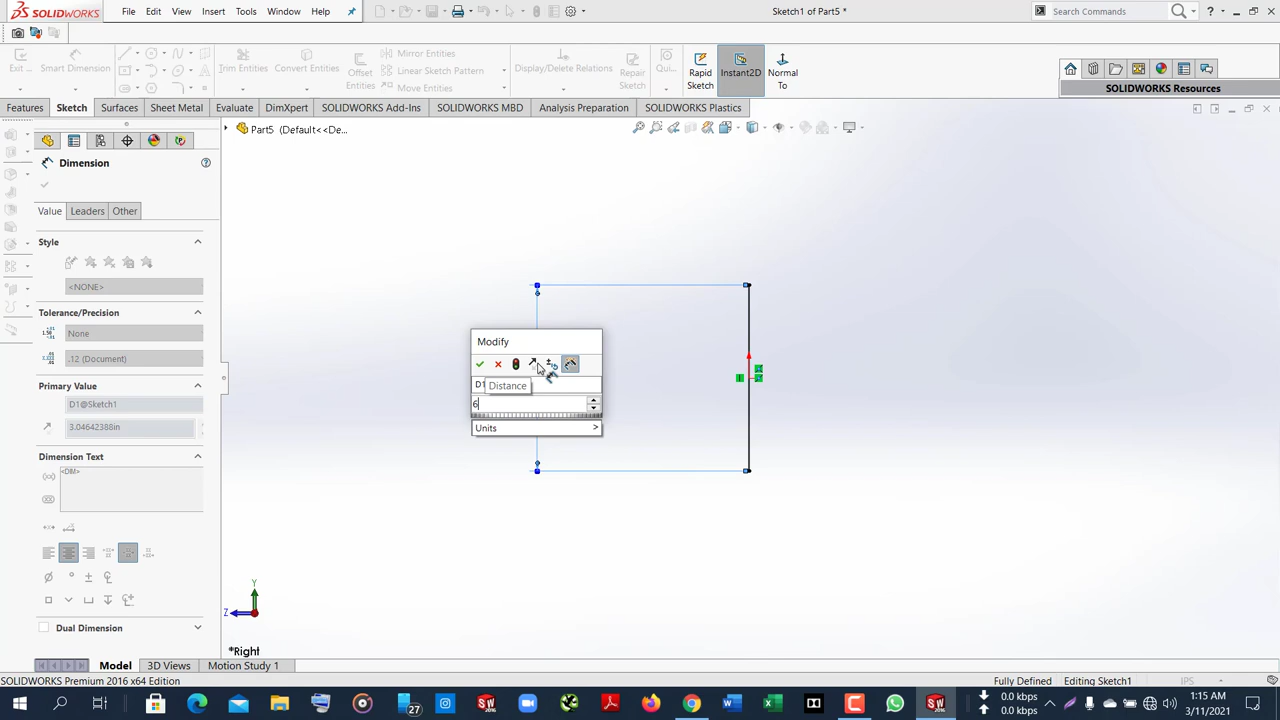 SOLIDWORKS
File Edit View Insert Tools Window Help
Sketch1 of Part5 *
Search Commands
Exit ...
Smart Dimension
Trim Entities
Convert Entities
Offset Entities
Mirror Entities
Linear Sketch Pattern
Move Entities
Display/Delete Relations
Repair Sketch
Qui...
Rapid Sketch
Instant2D
Normal To
SOLIDWORKS Resources
Features Sketch Surfaces Sheet Metal Evaluate DimXpert SOLIDWORKS Add-Ins SOLIDWORKS MBD Analysis Preparation SOLIDWORKS Plastics
Part5 (Default<<De...
Dimension
Value Leaders Other
Style
<NONE>
Tolerance/Precision
None
.12 (Document)
Primary Value
D1@Sketch1
3.04642388in
Dimension Text
<DIM>
Dual Dimension
Modify
D1
Distance
6
Units
Y
Z
*Right
Model 3D Views Motion Study 1
SOLIDWORKS Premium 2016 x64 Edition
Fully Defined
Editing Sketch1
IPS
27
0.0 kbps
0.0 kbps
1:15 AM
3/11/2021